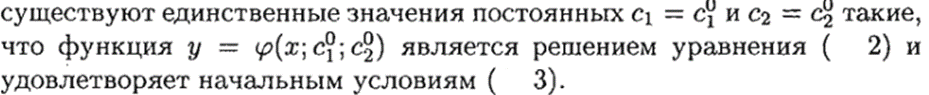 существуют единственные значения постоянных c₁ = c₁⁰ и c₂ = c₂⁰ такие,
что функция y = φ(x; c₁⁰; c₂⁰) является решением уравнения ( 2) и
удовлетворяет начальным условиям ( 3).